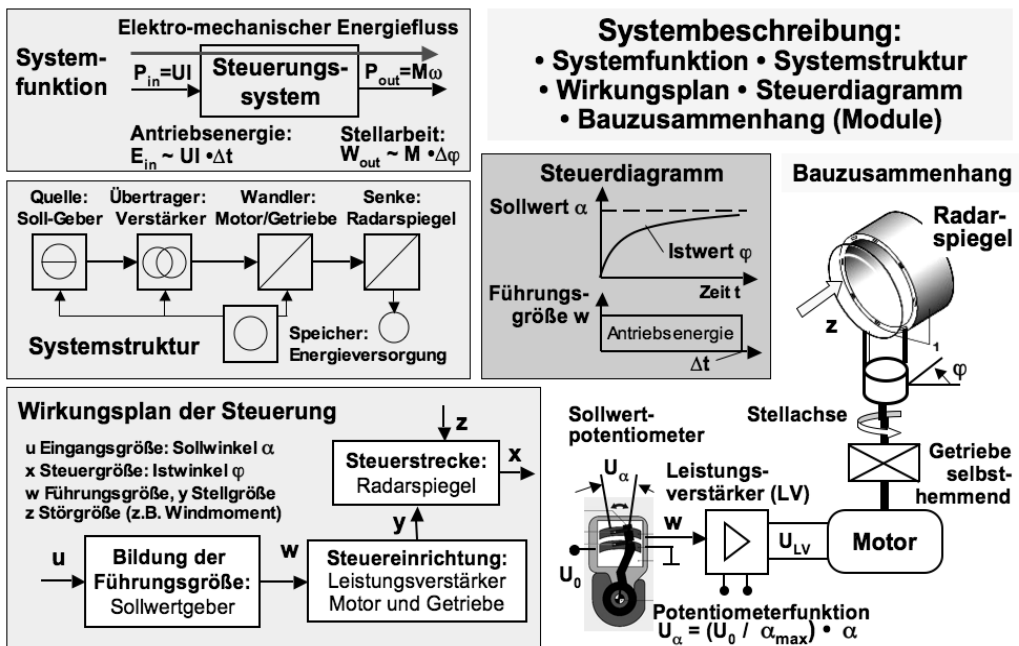 Elektro-mechanischer Energiefluss
System-
funktion
P_in=UI
Steuerungs-
system
P_out=Mω
Antriebsenergie:
E_in ~ UI •Δt
Stellarbeit:
W_out ~ M •Δφ
Systembeschreibung:
• Systemfunktion • Systemstruktur
• Wirkungsplan • Steuerdiagramm
• Bauzusammenhang (Module)
Quelle:
Soll-Geber
Übertrager:
Verstärker
Wandler:
Motor/Getriebe
Senke:
Radarspiegel
Systemstruktur
Speicher:
Energieversorgung
Steuerdiagramm
Sollwert α
Istwert φ
Zeit t
Führungs-
größe w
Antriebsenergie
Δt
Bauzusammenhang
Radar-
spiegel
z
1
φ
Stellachse
Getriebe
selbst-
hemmend
Motor
Wirkungsplan der Steuerung
u Eingangsgröße: Sollwinkel α
x Steuergröße: Istwinkel φ
w Führungsgröße, y Stellgröße
z Störgröße (z.B. Windmoment)
z
Steuerstrecke:
Radarspiegel
x
y
u
Bildung der
Führungsgröße:
Sollwertgeber
w
Steuereinrichtung:
Leistungsverstärker
Motor und Getriebe
Sollwert-
potentiometer
U_α
Leistungs-
verstärker (LV)
w
U_0
U_LV
Potentiometerfunktion
U_α = (U_0 / α_max) • α